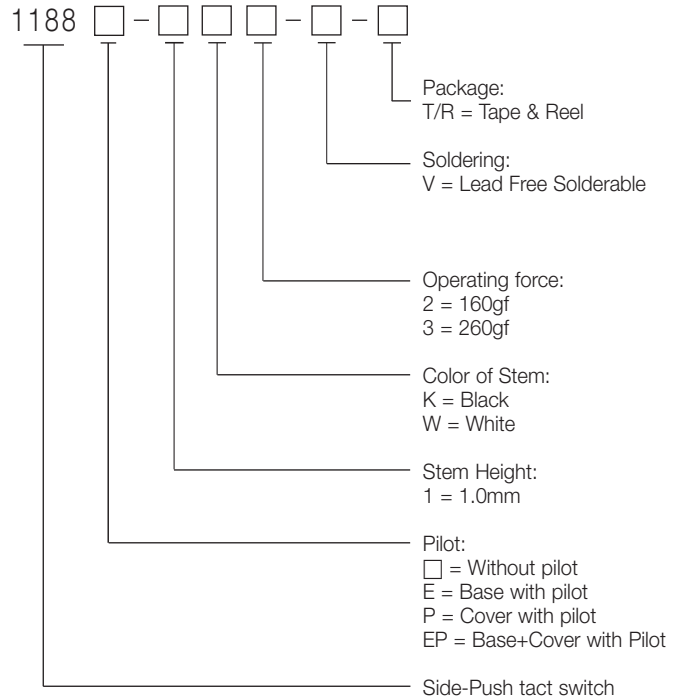 1188 □ - □ □ □ - □ - □
Package:
T/R = Tape & Reel
Soldering:
V = Lead Free Solderable
Operating force:
2 = 160gf
3 = 260gf
Color of Stem:
K = Black
W = White
Stem Height:
1 = 1.0mm
Pilot:
□ = Without pilot
E = Base with pilot
P = Cover with pilot
EP = Base+Cover with Pilot
Side-Push tact switch